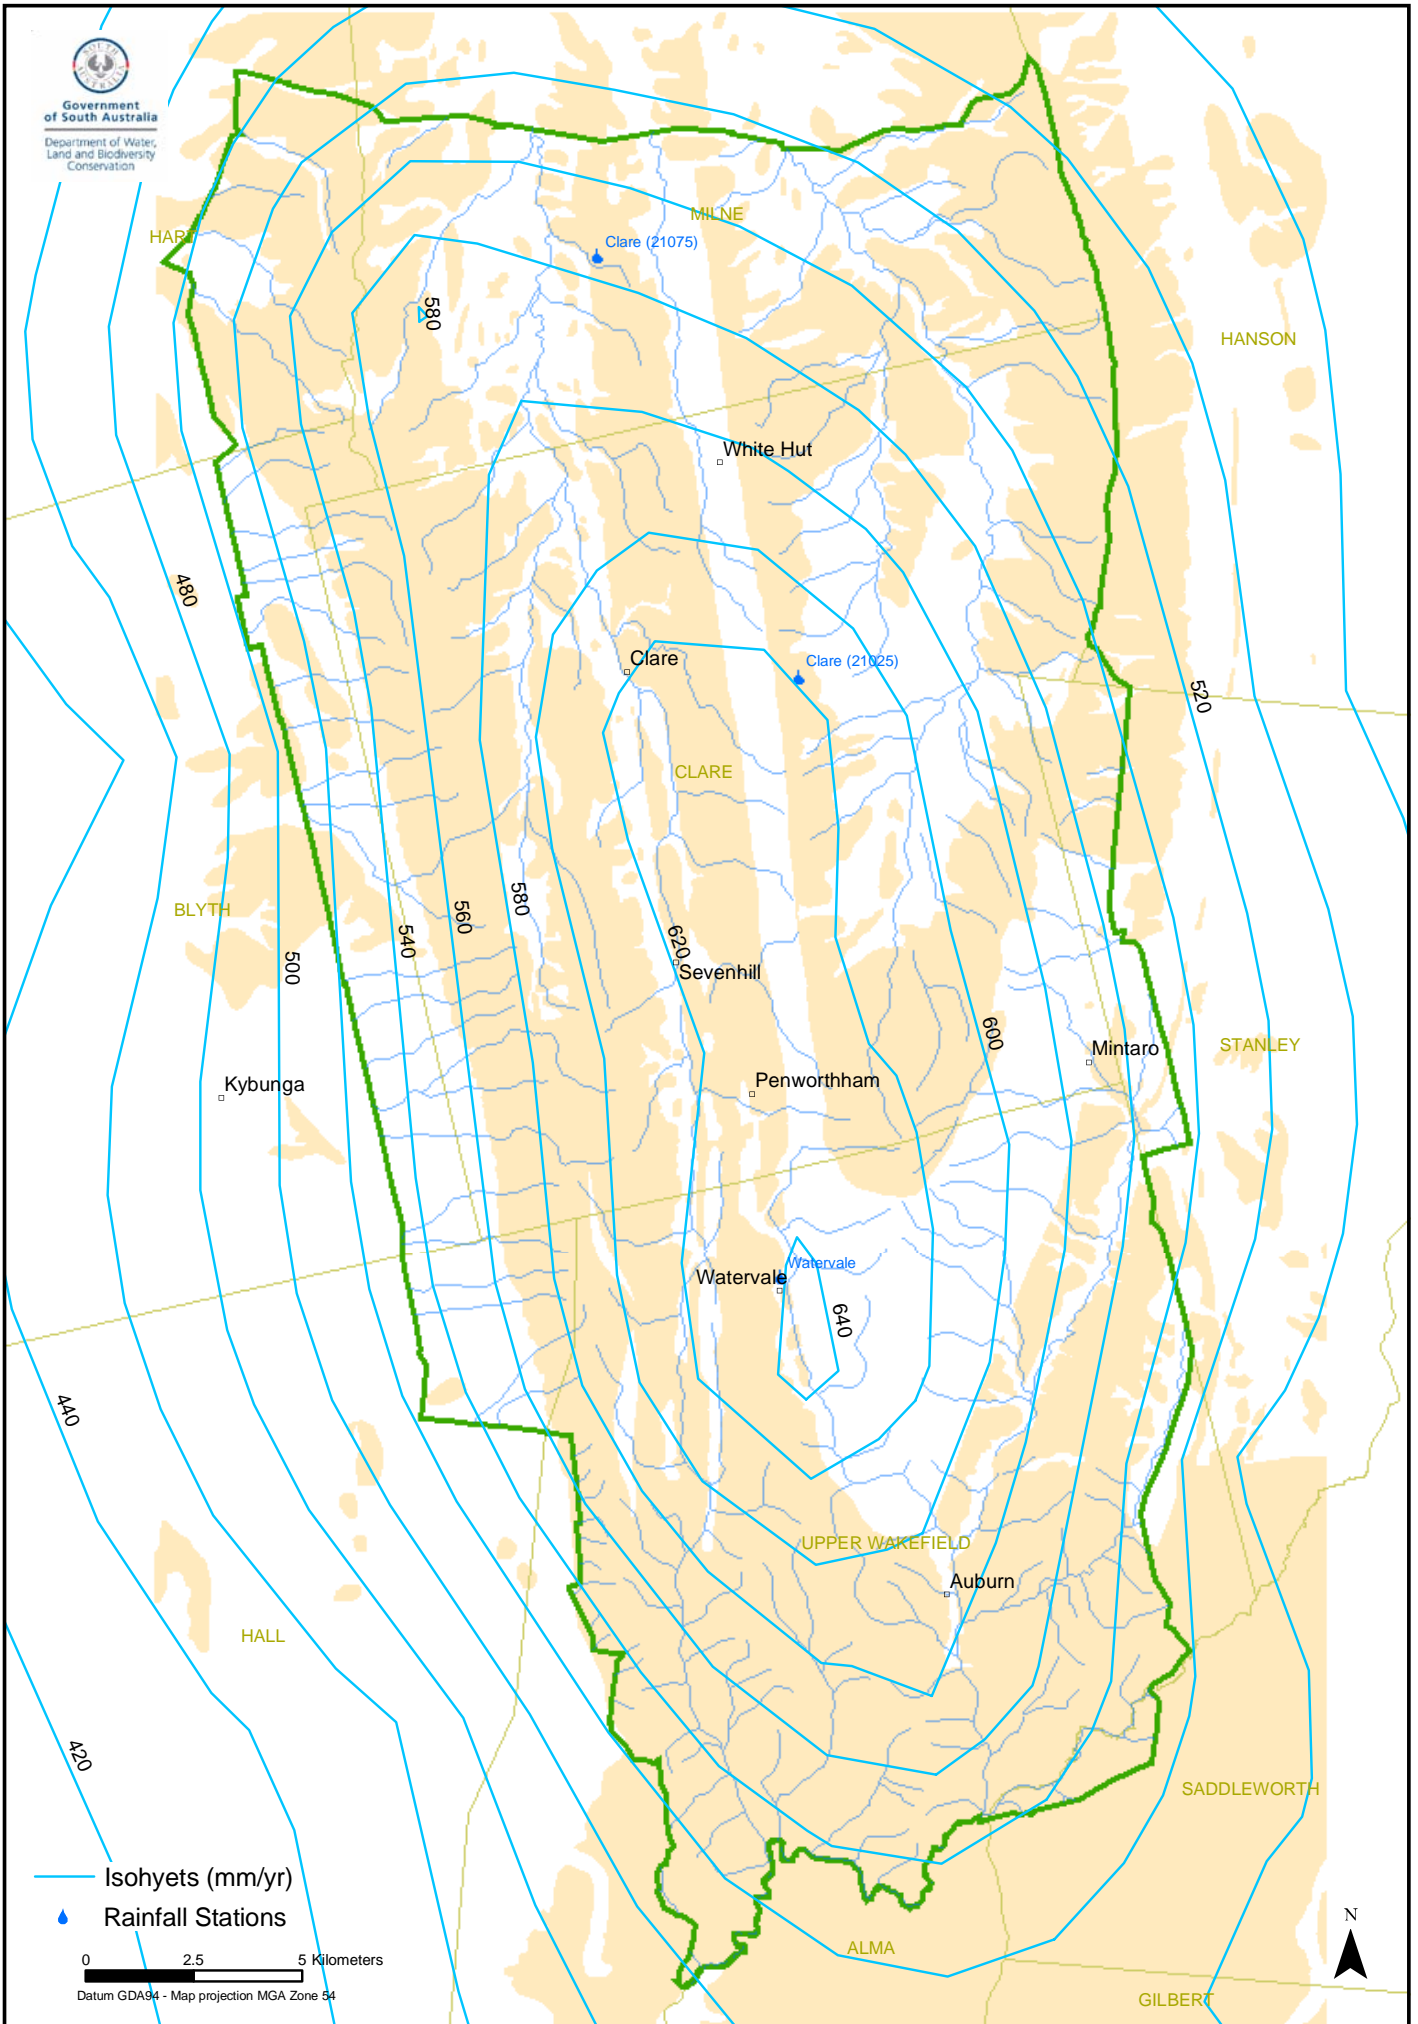 SOUTH
AUSTRALIA
Government
of South Australia
Department of Water,
Land and Biodiversity
Conservation
MILNE
HART
Clare (21075)
580
HANSON
White Hut
480
Clare
Clare (21025)
520
CLARE
BLYTH
580
560
540
620
500
Sevenhill
600
Mintaro
STANLEY
Kybunga
Penworthham
Watervale
Watervale
640
440
UPPER WAKEFIELD
Auburn
HALL
420
SADDLEWORTH
Isohyets (mm/yr)
Rainfall Stations
N
ALMA
0 2.5 5 Kilometers
Datum GDA94 - Map projection MGA Zone 54
GILBERT